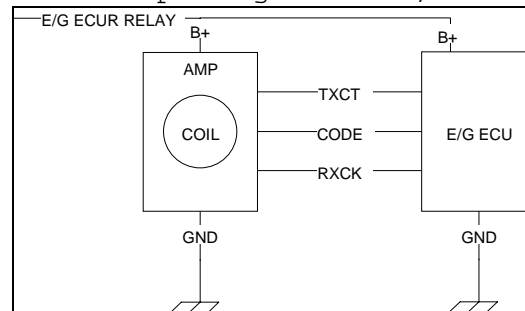 E/G ECUR RELAY
B+
B+
AMP
TXCT
COIL
CODE
E/G ECU
RXCK
GND
GND